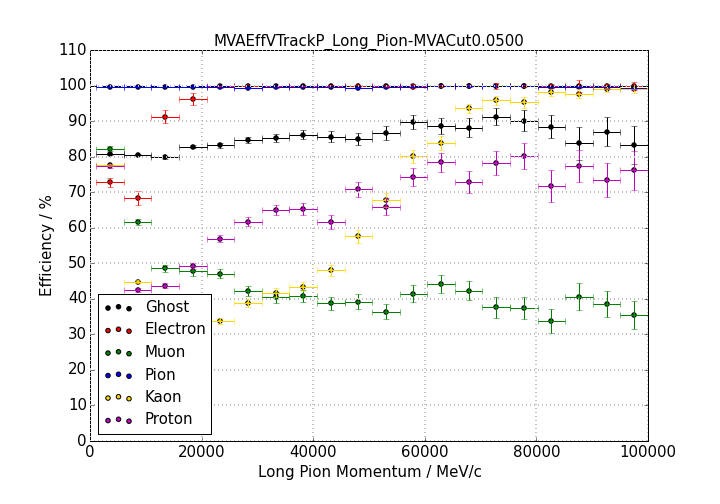 MVAEffVTrackP_Long_Pion-MVACut0.0500
110
100
90
80
70
60
50
40
30
20
10
0
Efficiency / %
Ghost
Electron
Muon
Pion
Kaon
Proton
0 20000 40000 60000 80000 100000
Long Pion Momentum / MeV/c